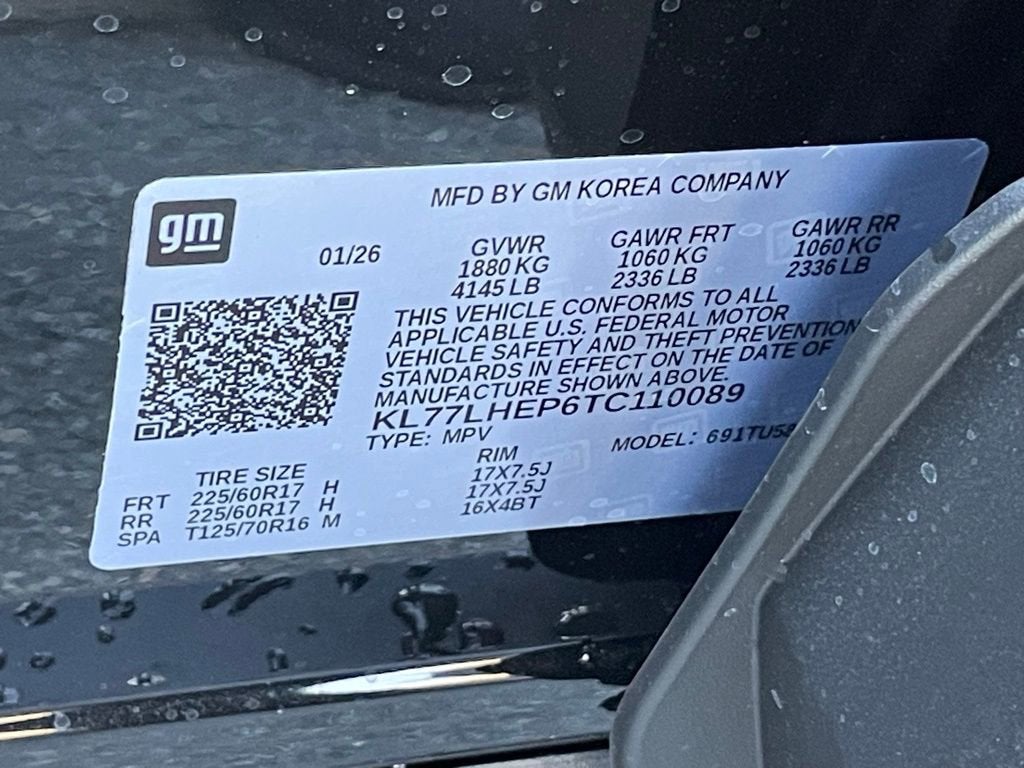 MFD BY GM KOREA COMPANY
gm
01/26
GVWR
1880 KG
4145 LB
GAWR FRT
1060 KG
2336 LB
GAWR RR
1060 KG
2336 LB
THIS VEHICLE CONFORMS TO ALL
APPLICABLE U.S. FEDERAL MOTOR
VEHICLE SAFETY AND THEFT PREVENTION
STANDARDS IN EFFECT ON THE DATE OF
MANUFACTURE SHOWN ABOVE.
KL77LHEP6TC110089
TYPE: MPV
MODEL: 691TU58
TIRE SIZE RIM
FRT 225/60R17 H 17X7.5J
RR 225/60R17 H 17X7.5J
SPA T125/70R16 M 16X4BT